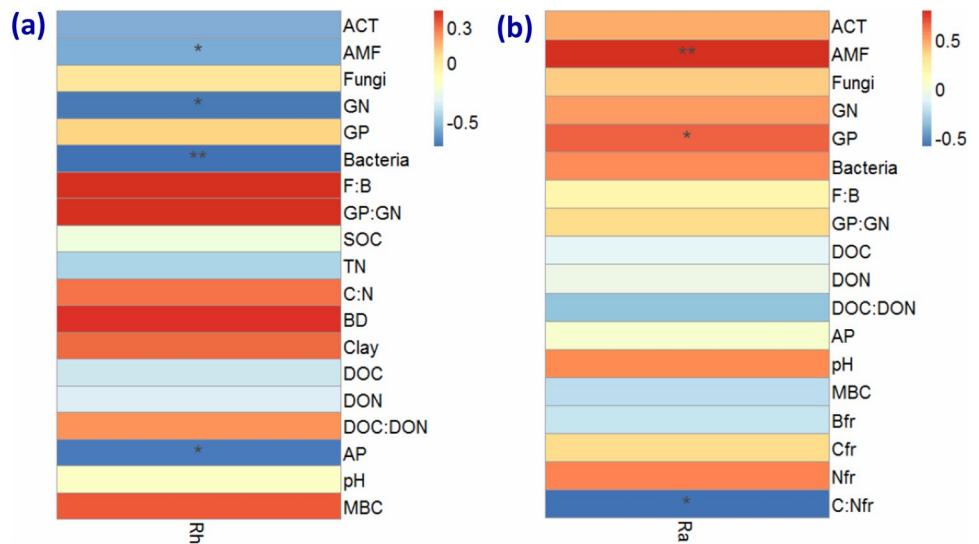 (a)
ACT
AMF
*
Fungi
GN
*
GP
Bacteria
**
F:B
GP:GN
SOC
TN
C:N
BD
Clay
DOC
DON
DOC:DON
AP
*
pH
MBC
Rh
0.3
0
-0.5
(b)
ACT
AMF
**
Fungi
GN
GP
*
Bacteria
F:B
GP:GN
DOC
DON
DOC:DON
AP
pH
MBC
Bfr
Cfr
Nfr
C:Nfr
*
Ra
0.5
0
-0.5